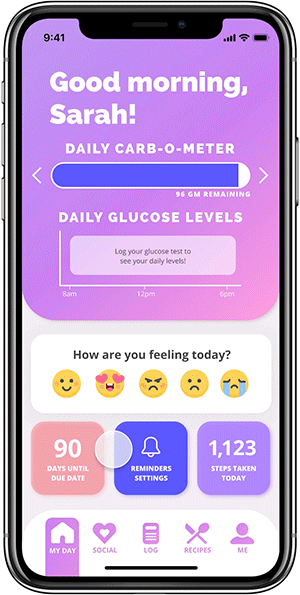 9:41
Good morning,
Sarah!
DAILY CARB-O-METER
96 GM REMAINING
DAILY GLUCOSE LEVELS
Log your glucose test to
see your daily levels!
8am 12pm 6pm
How are you feeling today?
90
DAYS UNTIL
DUE DATE
REMINDERS
SETTINGS
1,123
STEPS TAKEN
TODAY
MY DAY SOCIAL LOG RECIPES ME